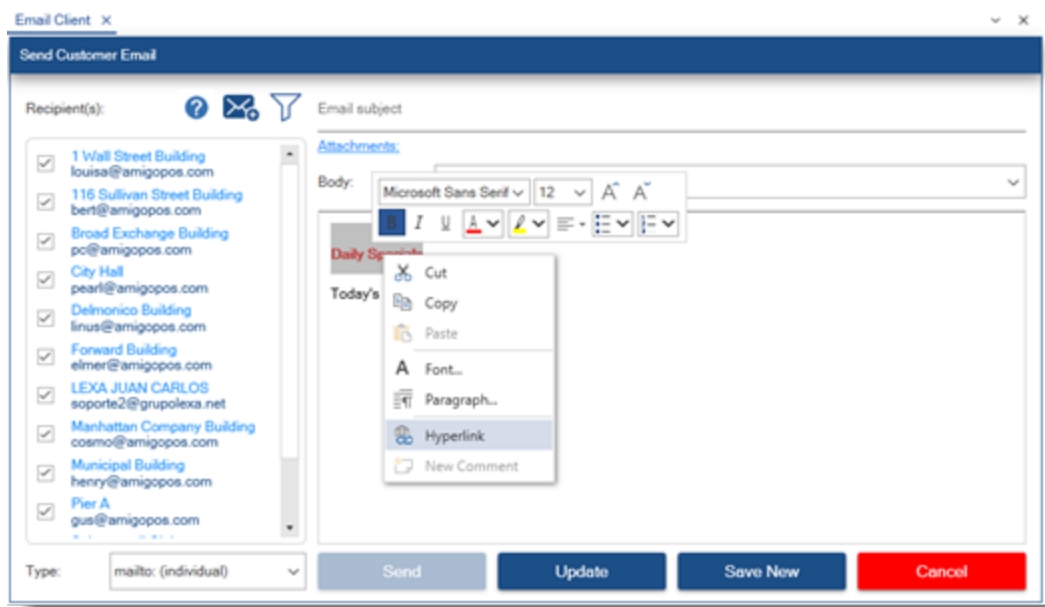 Email Client
Send Customer Email
Recipient(s):
Email subject
Attachments:
Body:
1 Wall Street Building
louisa@amigopos.com
116 Sullivan Street Building
bert@amigopos.com
Broad Exchange Building
pc@amigopos.com
City Hall
pearl@amigopos.com
Delmonico Building
linus@amigopos.com
Forward Building
elmer@amigopos.com
LEXA JUAN CARLOS
soporte2@grupolexa.net
Manhattan Company Building
cosmo@amigopos.com
Municipal Building
henry@amigopos.com
Pier A
gus@amigopos.com
Microsoft Sans Serif 12 A A
B I U A
Daily Specials
Today's
Cut
Copy
Paste
A Font...
Paragraph...
Hyperlink
New Comment
Type: mailto: (individual)
Send Update Save New Cancel